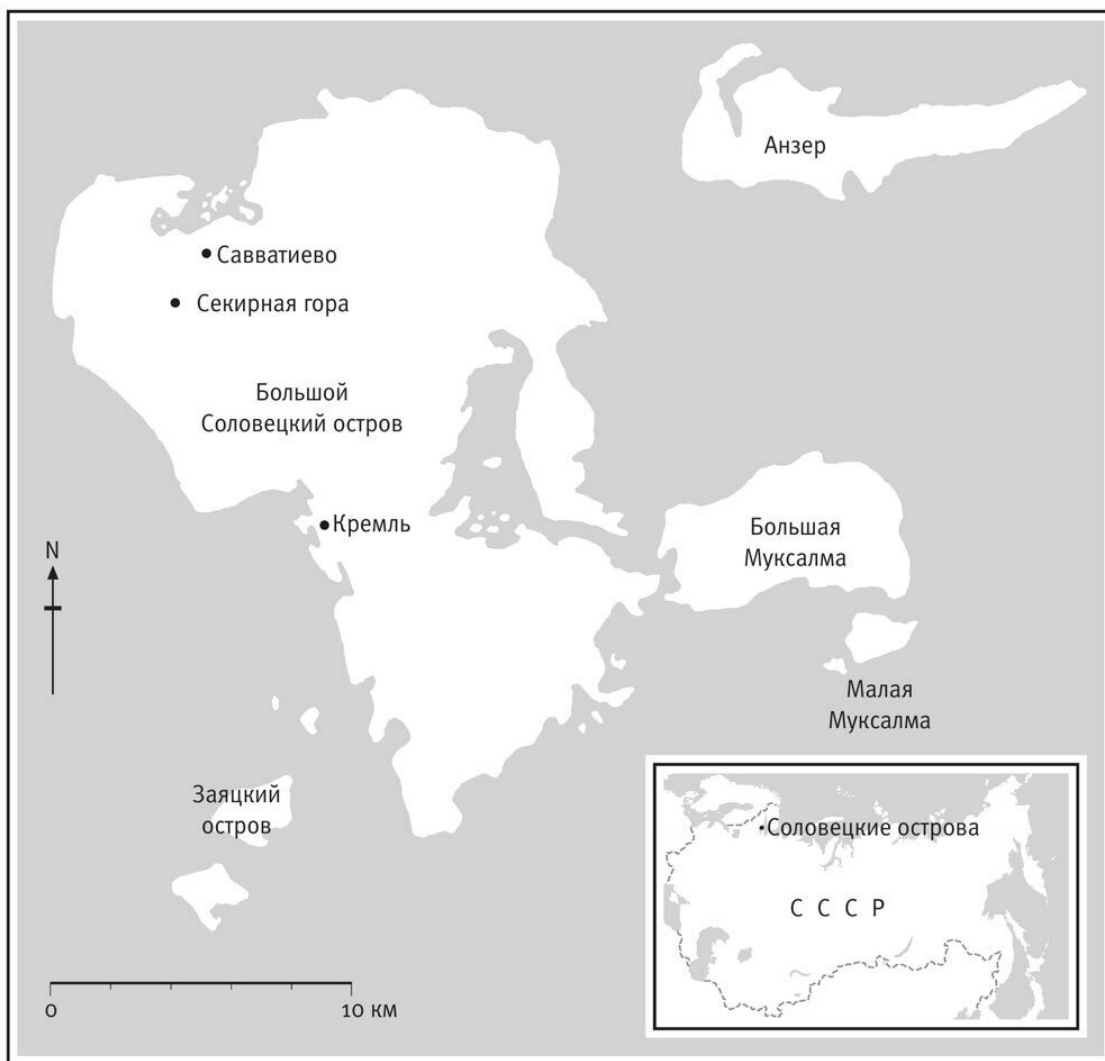 Анзер
Савватиево
Секирная гора
Большой
Соловецкий остров
Кремль
Большая
Муксалма
N
Малая
Муксалма
Заяцкий
остров
Соловецкие острова
С С С Р
0 10 км